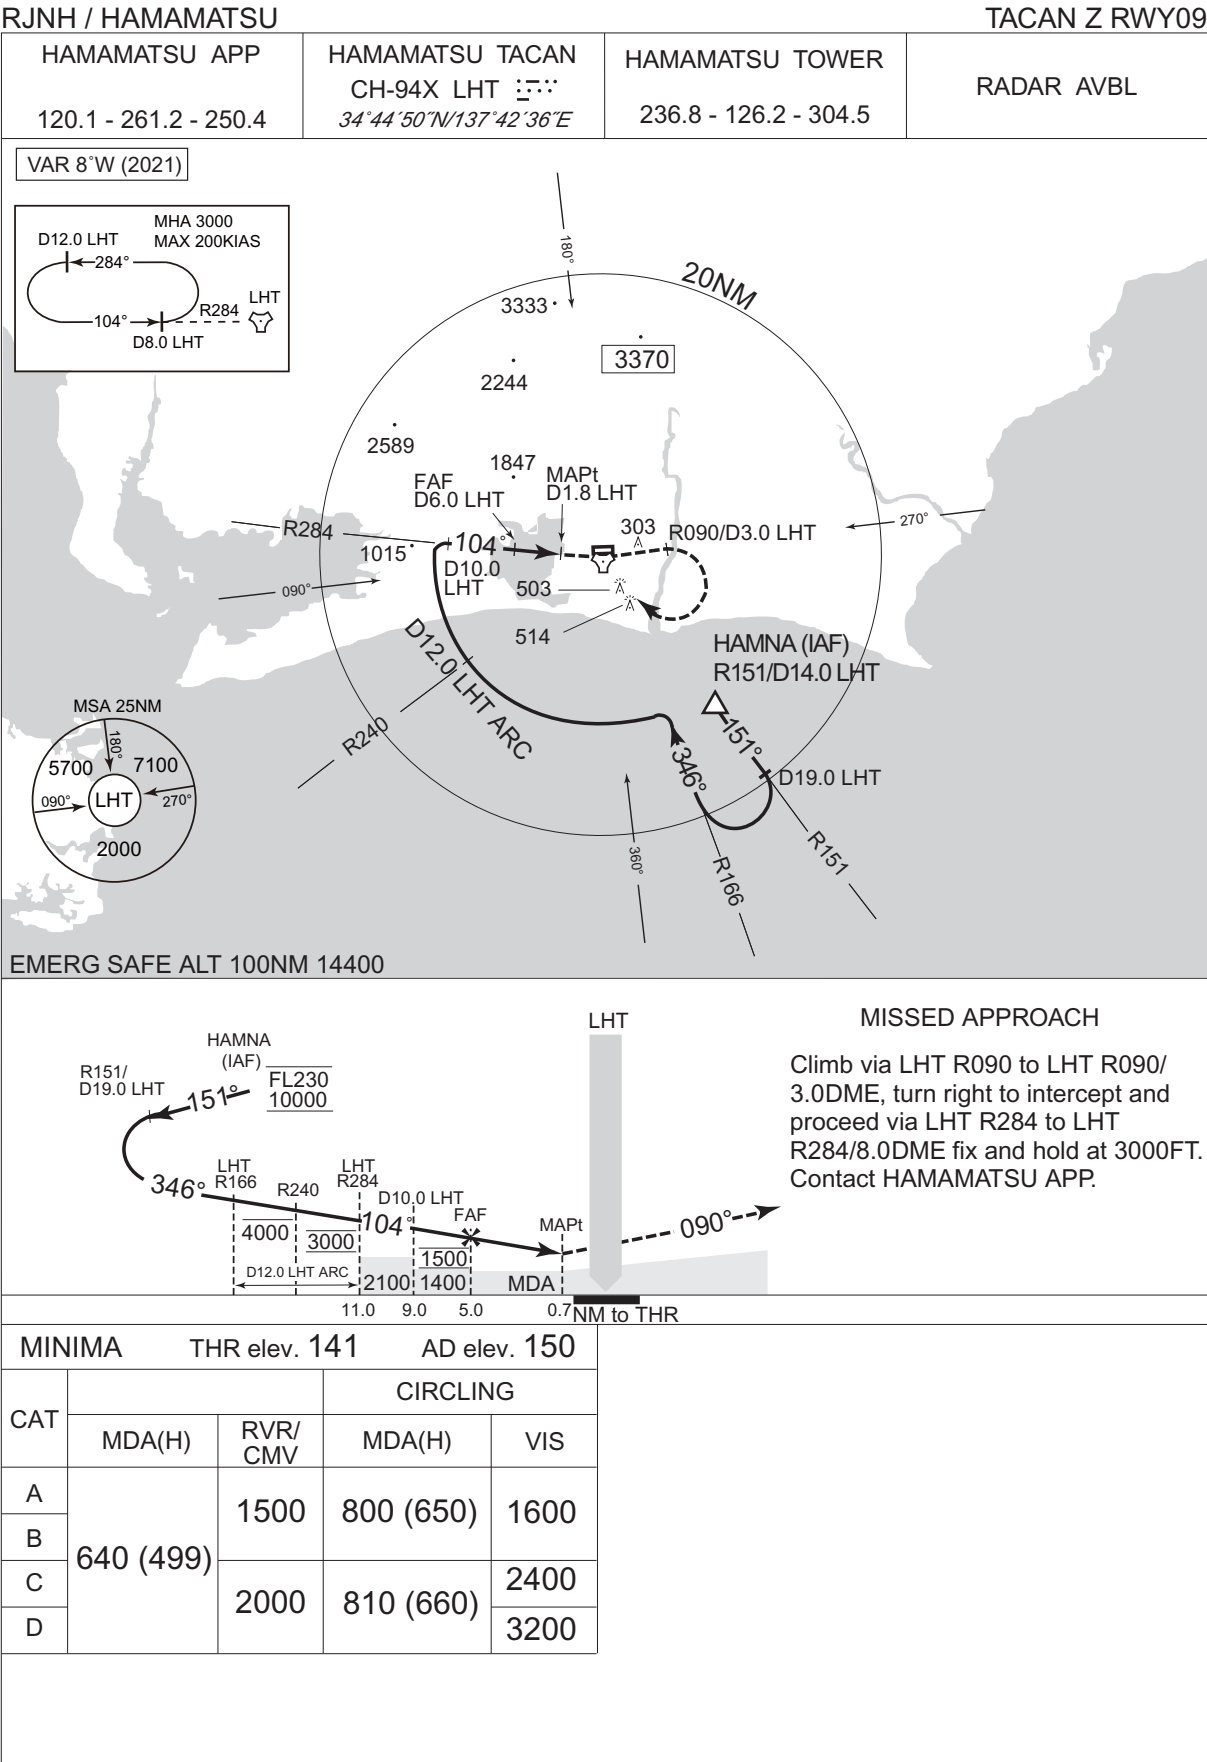 RJNH / HAMAMATSU
TACAN Z RWY09
HAMAMATSU APP
120.1 - 261.2 - 250.4
HAMAMATSU TACAN
CH-94X LHT
34°44´50˝N/137°42´36˝E
HAMAMATSU TOWER
236.8 - 126.2 - 304.5
RADAR AVBL
VAR 8°W (2021)
MHA 3000
MAX 200KIAS
D12.0 LHT
284°
LHT
R284
104°
D8.0 LHT
180°
20NM
3333
3370
2244
2589
1847
FAF
D6.0 LHT
MAPt
D1.8 LHT
R284
104°
303
R090/D3.0 LHT
270°
1015
D10.0
LHT
090°
503
514
HAMNA (IAF)
R151/D14.0 LHT
D12.0 LHT ARC
R240
151°
346°
D19.0 LHT
R151
R166
360°
MSA 25NM
180°
5700
7100
090°
LHT
270°
2000
EMERG SAFE ALT 100NM 14400
HAMNA
(IAF)
R151/
D19.0 LHT
151°
FL230
10000
346°
LHT
R166
R240
LHT
R284
D10.0 LHT
104°
FAF
MAPt
090°
LHT
4000
3000
1500
D12.0 LHT ARC
2100
1400
MDA
11.0
9.0
5.0
0.7
NM to THR
MISSED APPROACH
Climb via LHT R090 to LHT R090/
3.0DME, turn right to intercept and
proceed via LHT R284 to LHT
R284/8.0DME fix and hold at 3000FT.
Contact HAMAMATSU APP.
MINIMA THR elev. 141 AD elev. 150
CAT
CIRCLING
MDA(H)
RVR/
CMV
MDA(H)
VIS
A
B
C
D
640 (499)
1500
2000
800 (650)
810 (660)
1600
2400
3200